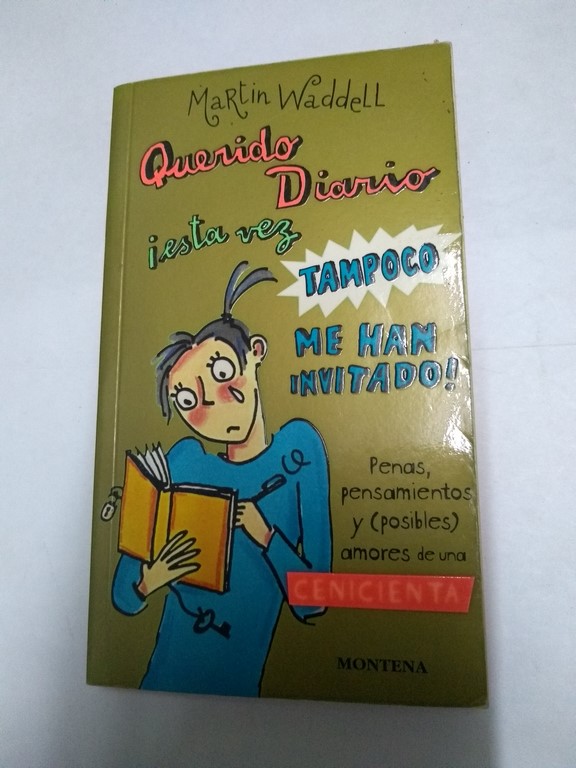 Martin Waddell
Querido
Diario
¡esta vez
TAMPOCO
ME HAN
INVITADO!
Penas,
pensamientos
y (posibles)
amores de una
CENICIENTA
MONTENA